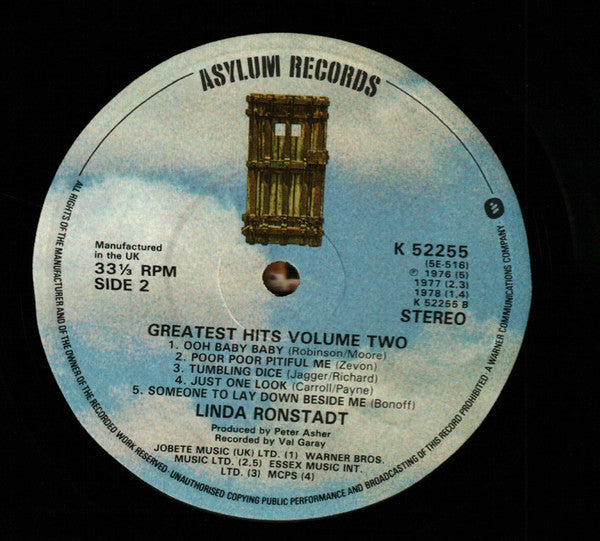 ASYLUM RECORDS
Manufactured
in the UK
33⅓ RPM
SIDE 2
K 52255
(5E-516)
℗ 1976 (5)
1977 (2.3)
1978 (1.4)
K 52255 B
STEREO
GREATEST HITS VOLUME TWO
1. OOH BABY BABY (Robinson/Moore)
2. POOR POOR PITIFUL ME (Zevon)
3. TUMBLING DICE (Jagger/Richard)
4. JUST ONE LOOK (Carroll/Payne)
5. SOMEONE TO LAY DOWN BESIDE ME (Bonoff)
LINDA RONSTADT
Produced by Peter Asher
Recorded by Val Garay
JOBETE MUSIC (UK) LTD. (1) WARNER BROS.
MUSIC LTD. (2,5) ESSEX MUSIC INT.
LTD. (3) MCPS (4)
ALL RIGHTS OF THE MANUFACTURER AND OF THE OWNER OF THE RECORDED WORK RESERVED · UNAUTHORISED COPYING PUBLIC PERFORMANCE AND BROADCASTING OF THIS RECORD PROHIBITED · A WARNER COMMUNICATIONS COMPANY